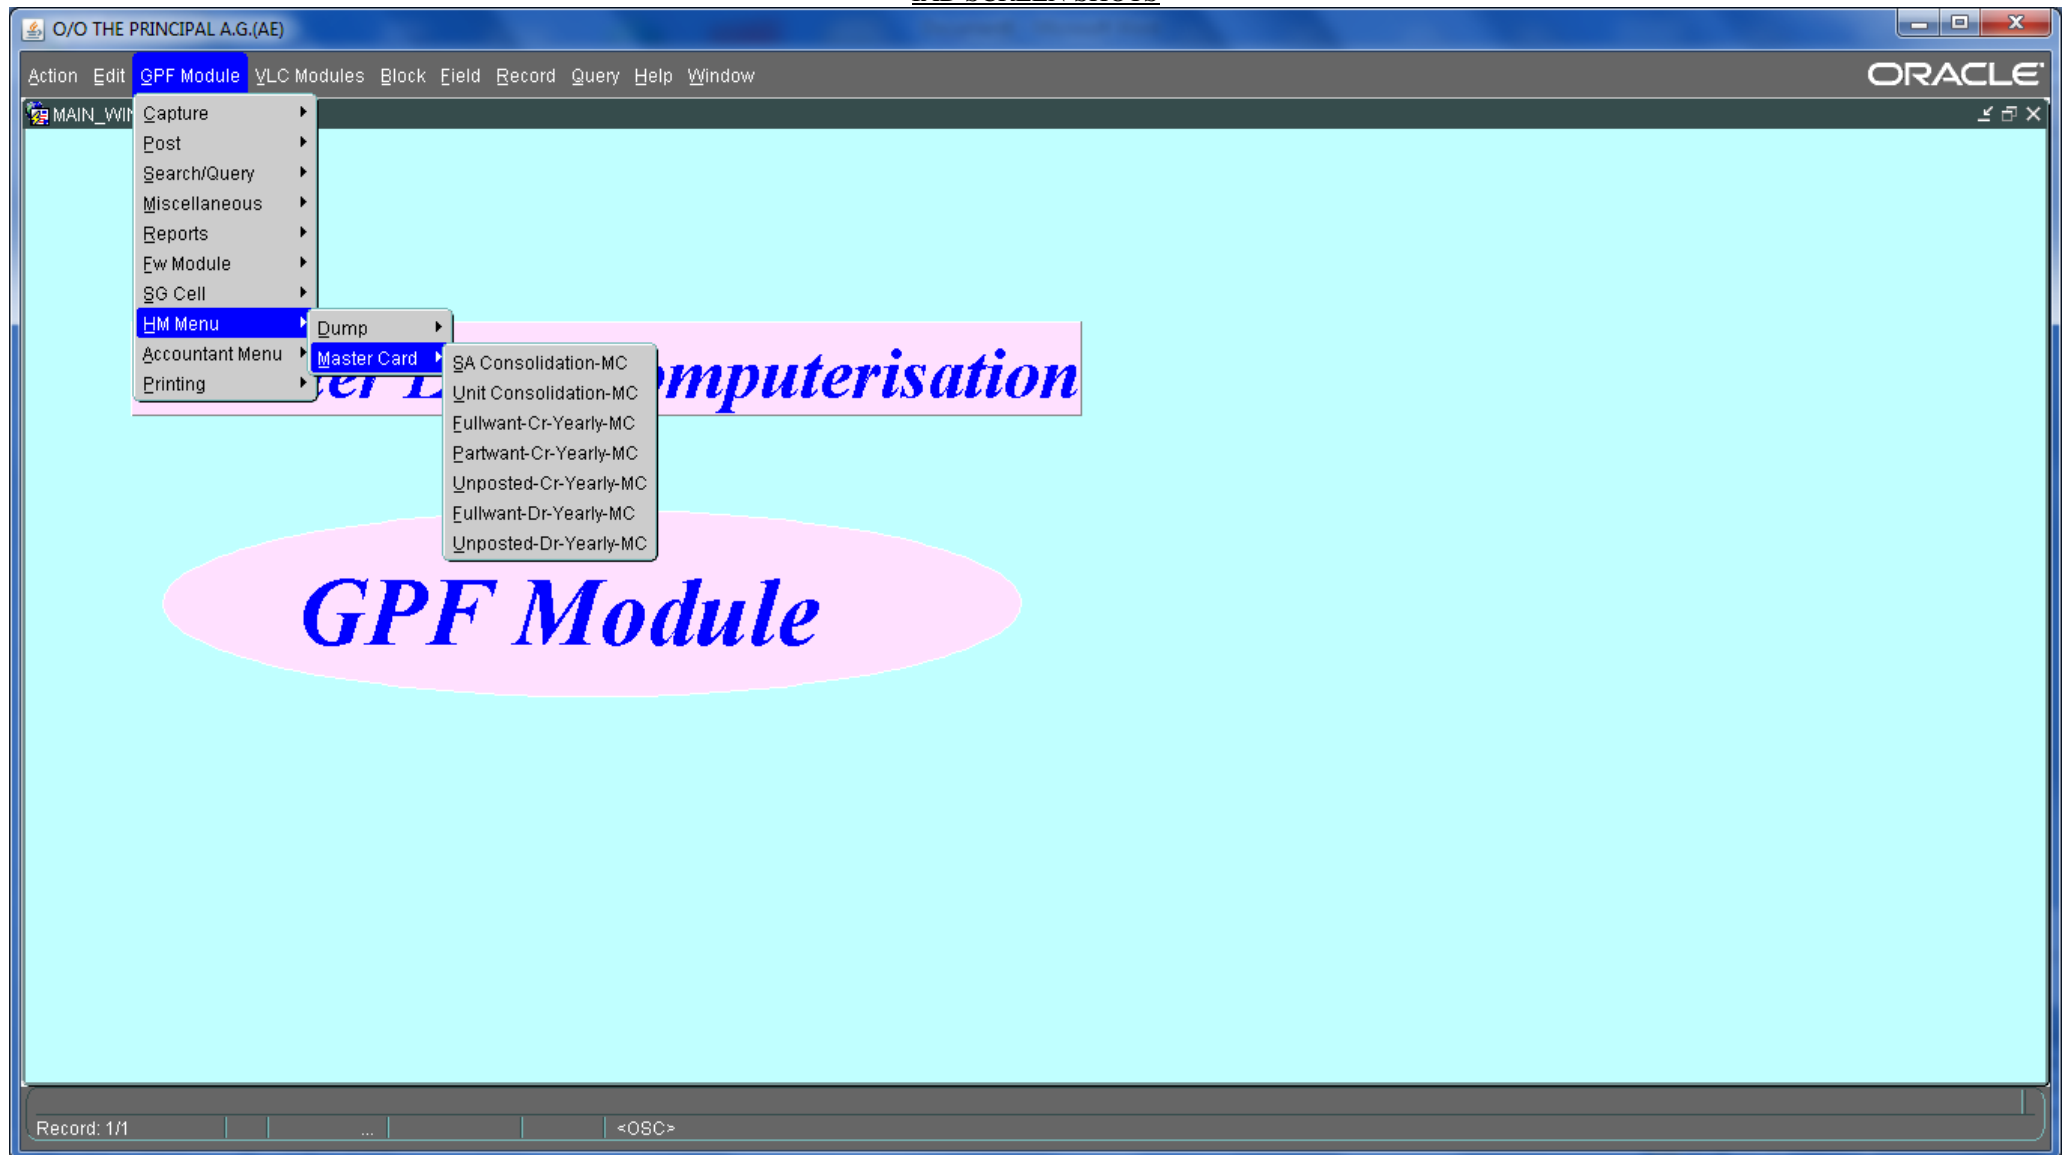 O/O THE PRINCIPAL A.G.(AE)
Action Edit GPF Module VLC Modules Block Field Record Query Help Window
ORACLE
MAIN_WIN
Capture
Post
Search/Query
Miscellaneous
Reports
Fw Module
SG Cell
HM Menu
Accountant Menu
Printing
Dump
Master Card
SA Consolidation-MC
Unit Consolidation-MC
Fullwant-Cr-Yearly-MC
Partwant-Cr-Yearly-MC
Unposted-Cr-Yearly-MC
Fullwant-Dr-Yearly-MC
Unposted-Dr-Yearly-MC
mputerisation
GPF Module
Record: 1/1 ... <OSC>